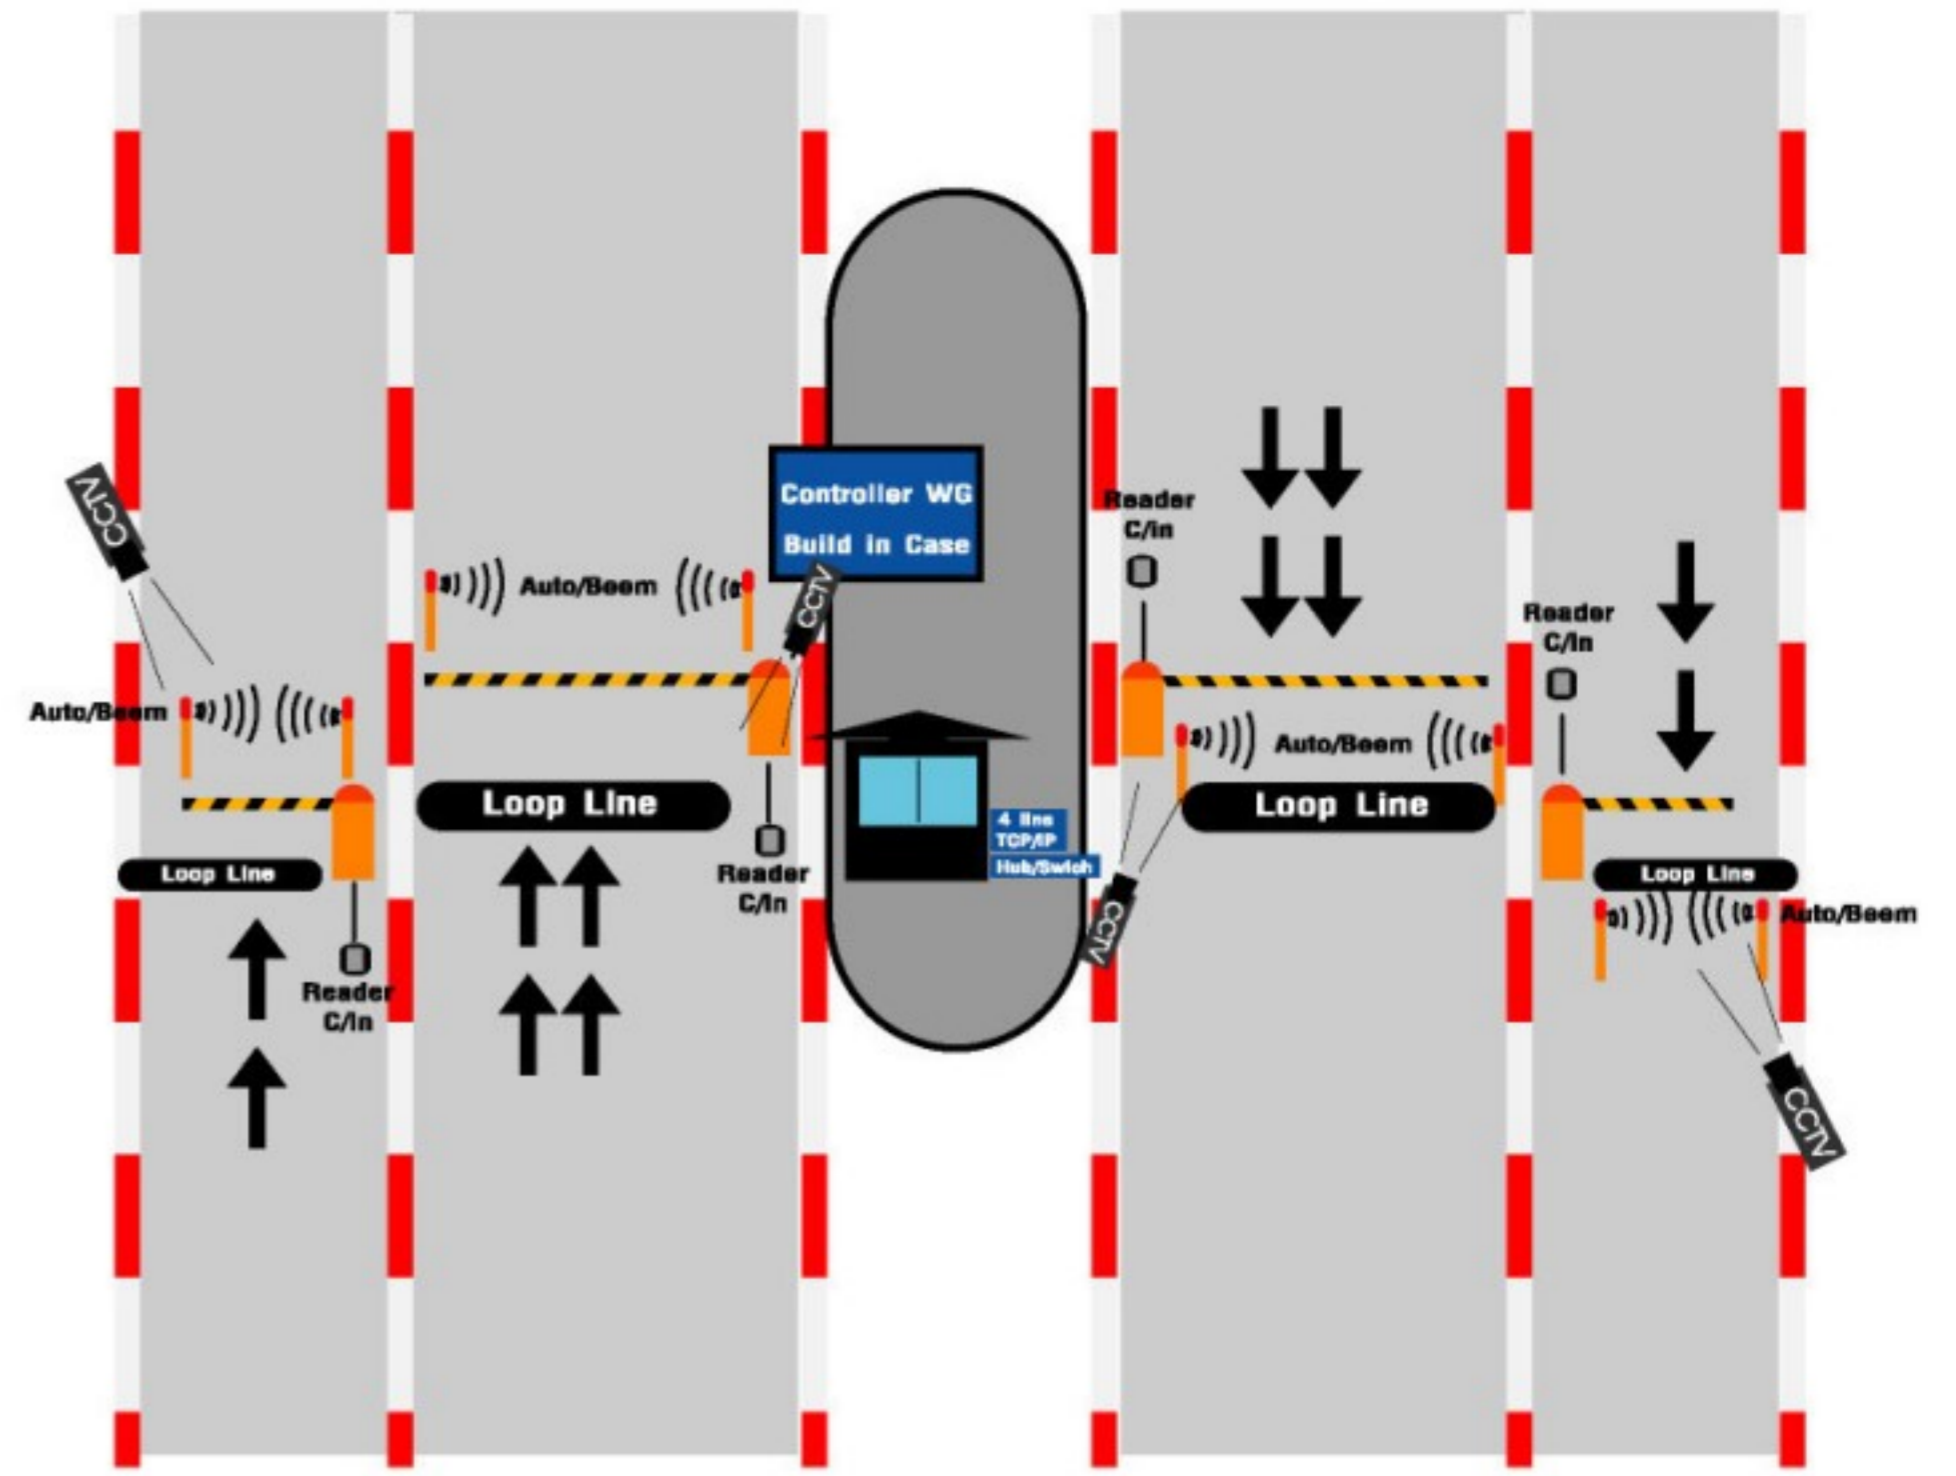 CCTV
Controller WG
Build in Case
Reader
C/in
Auto/Beem
CCTV
Reader
C/in
Auto/Beem
Auto/Beem
Loop Line
Loop Line
4 line
TCP/IP
Hub/Swich
Loop Line
Reader
C/in
Loop Line
CCTV
Auto/Beem
Reader
C/in
CCTV